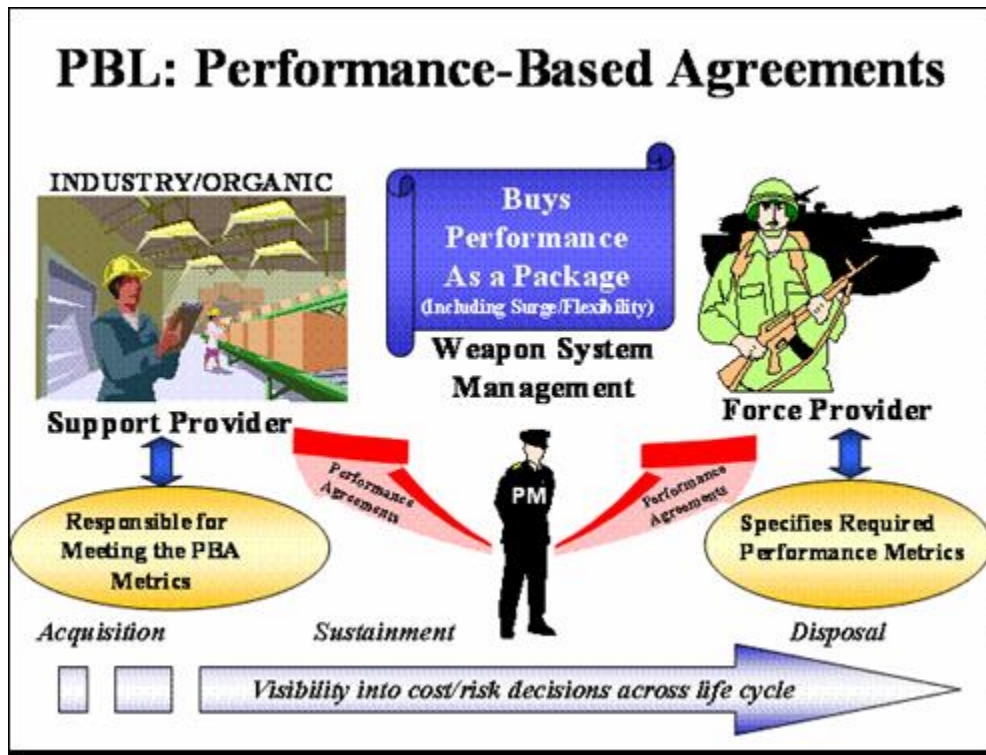 PBL: Performance-Based Agreements
INDUSTRY/ORGANIC
Buys
Performance
As a Package
(Including Surge/Flexibility)
Weapon System
Management
Support Provider
Force Provider
Performance
Agreements
PM
Performance
Agreements
Responsible for
Meeting the PBA
Metrics
Specifies Required
Performance Metrics
Acquisition
Sustainment
Disposal
Visibility into cost/risk decisions across life cycle